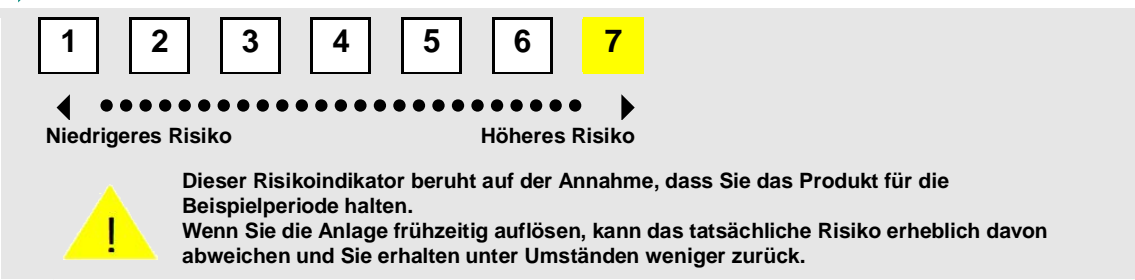 1 2 3 4 5 6 7
Niedrigeres Risiko Höheres Risiko
Dieser Risikoindikator beruht auf der Annahme, dass Sie das Produkt für die
Beispielperiode halten.
Wenn Sie die Anlage frühzeitig auflösen, kann das tatsächliche Risiko erheblich davon
abweichen und Sie erhalten unter Umständen weniger zurück.
!